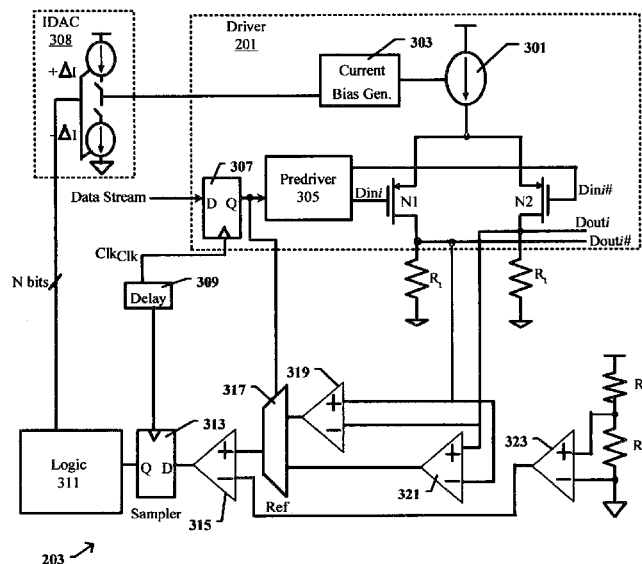 IDAC
308
+ΔI
-ΔI
Driver
201
303
Current
Bias Gen.
301
307
Data Stream
D Q
Predriver
305
Dini
N1
N2
Dini#
Douti
Douti#
ClkClk
N bits
309
Delay
Rt
Rt
319
317
+
−
R
313
323
+
−
R
Logic
311
Q D
+
−
+
−
321
Sampler
315
Ref
203